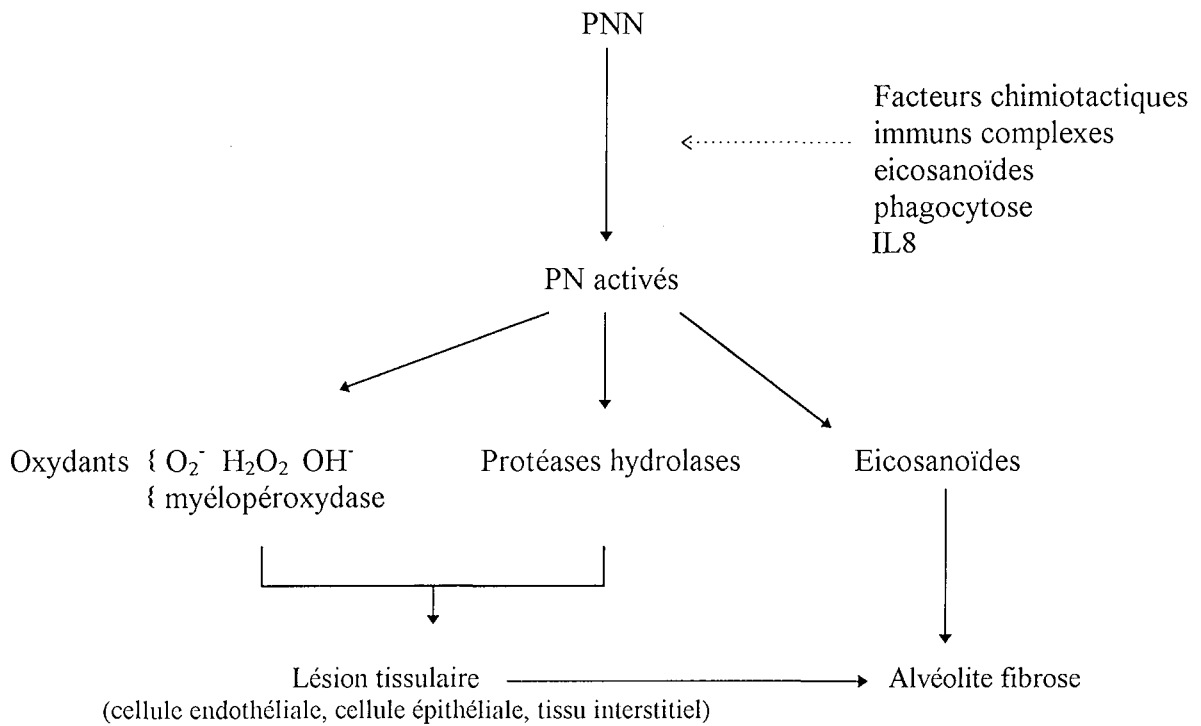 PNN
Facteurs chimiotactiques
immuns complexes
eicosanoïdes
phagocytose
IL8
PN activés
Oxydants { O₂⁻ H₂O₂ OH⁻
{ myélopéroxydase
Protéases hydrolases
Eicosanoïdes
Lésion tissulaire
(cellule endothéliale, cellule épithéliale, tissu interstitiel)
Alvéolite fibrose